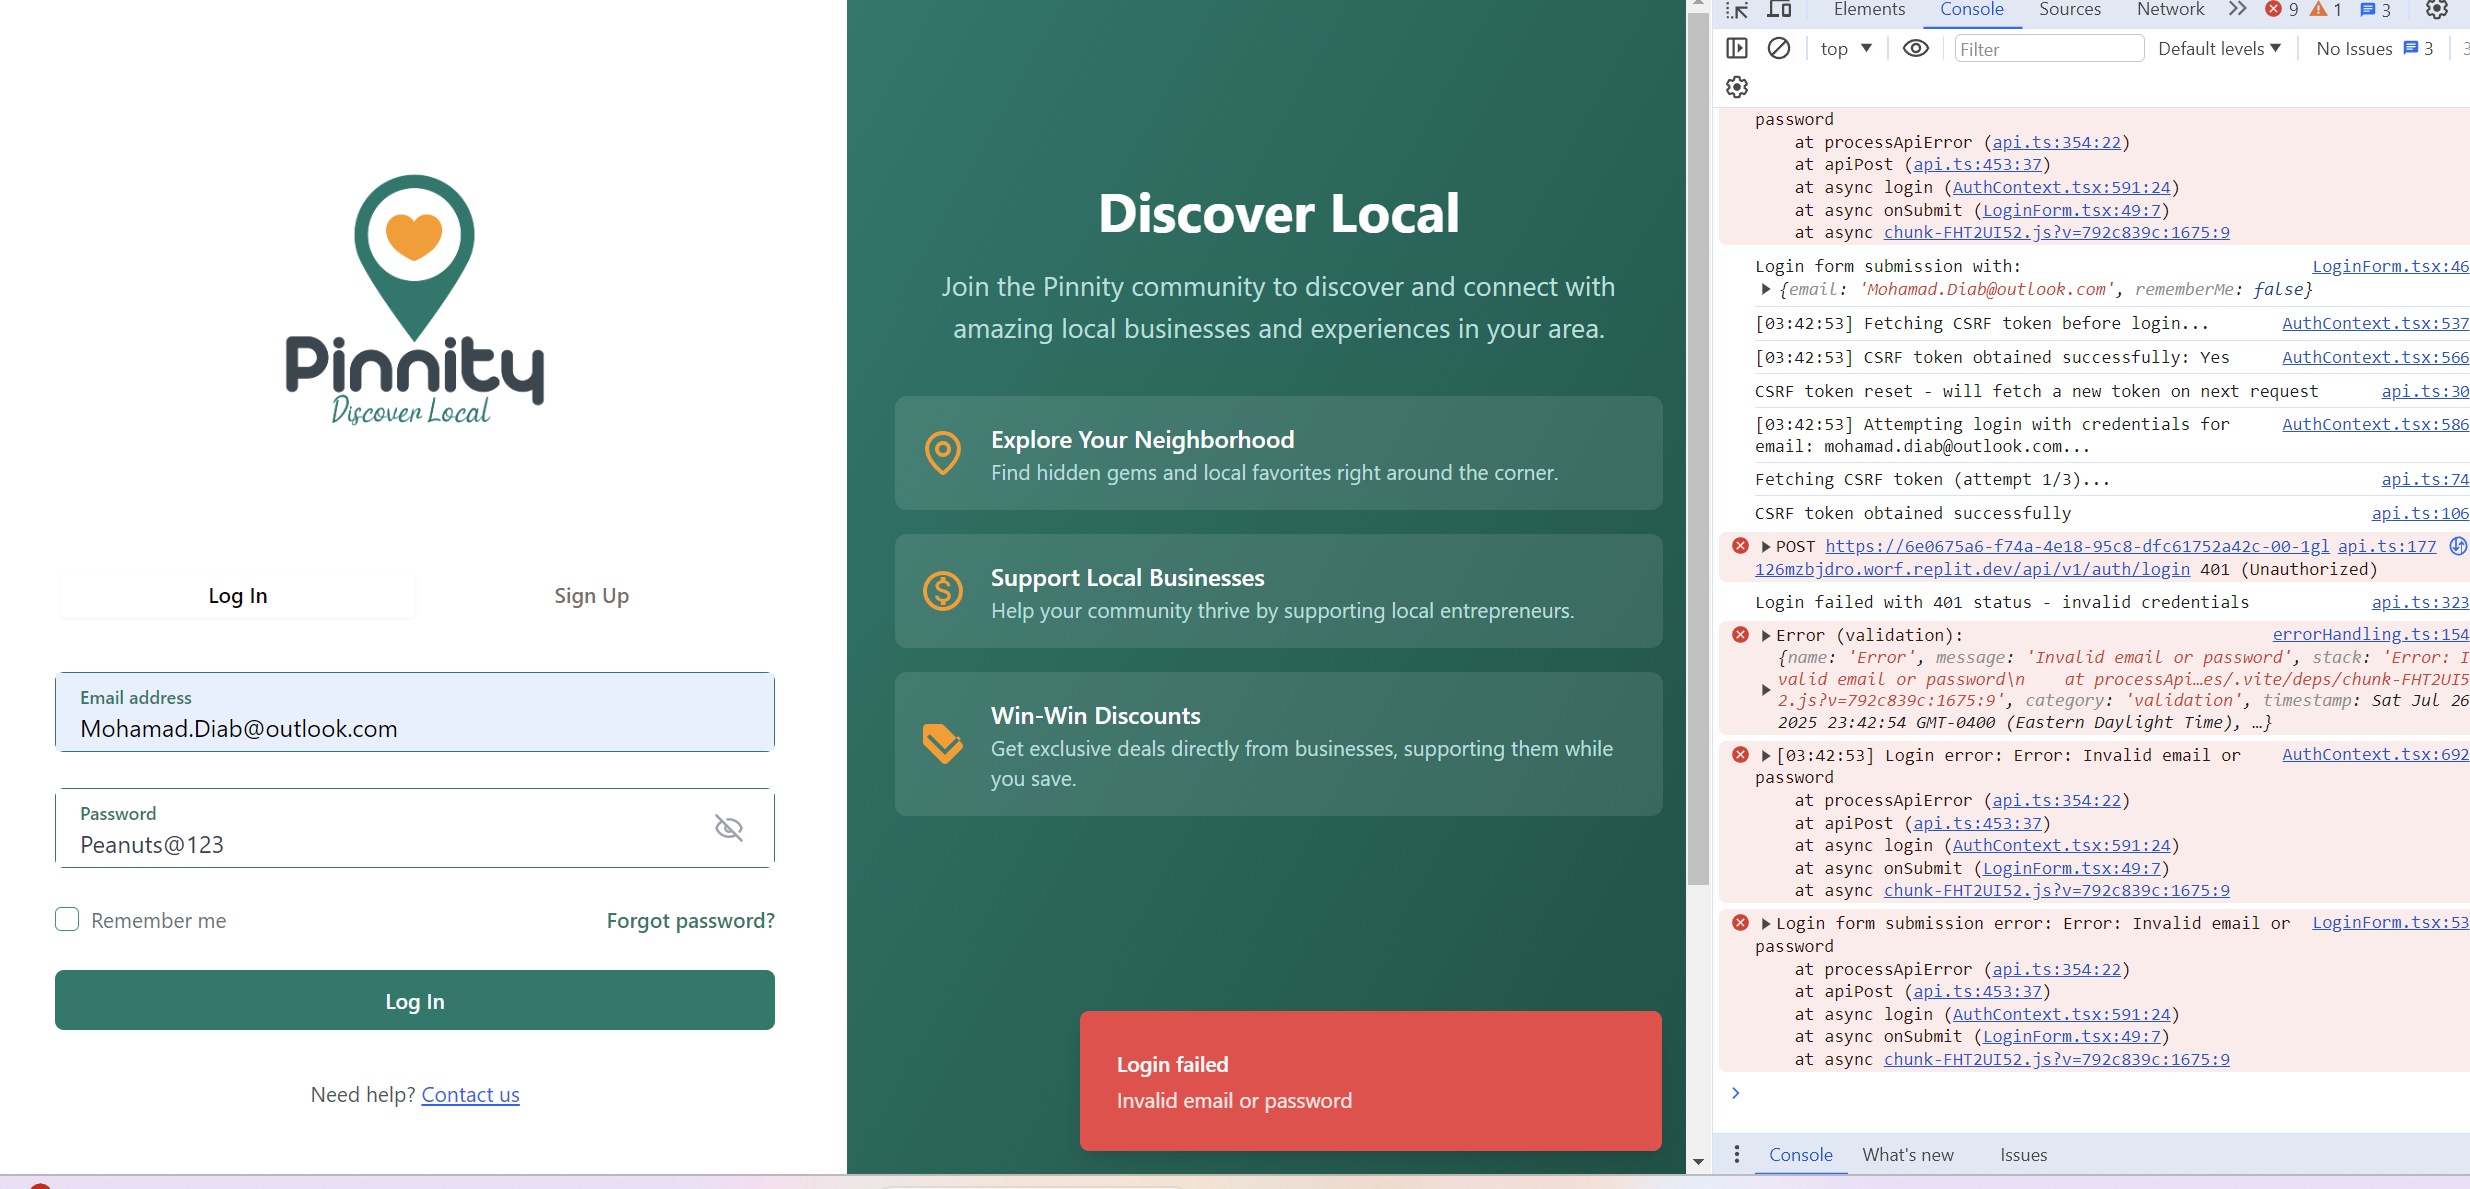 Pinnity
Discover Local
Log In
Sign Up
Email address
Mohamad.Diab@outlook.com
Password
Peanuts@123
Remember me
Forgot password?
Log In
Need help? Contact us
Discover Local
Join the Pinnity community to discover and connect with
amazing local businesses and experiences in your area.
Explore Your Neighborhood
Find hidden gems and local favorites right around the corner.
Support Local Businesses
Help your community thrive by supporting local entrepreneurs.
Win-Win Discounts
Get exclusive deals directly from businesses, supporting them while
you save.
Login failed
Invalid email or password
Elements Console Sources Network 9 1 3
top Filter Default levels No Issues 3
password
at processApiError (api.ts:354:22)
at apiPost (api.ts:453:37)
at async login (AuthContext.tsx:591:24)
at async onSubmit (LoginForm.tsx:49:7)
at async chunk-FHT2UI52.js?v=792c839c:1675:9
Login form submission with: LoginForm.tsx:46
{email: 'Mohamad.Diab@outlook.com', rememberMe: false}
[03:42:53] Fetching CSRF token before login... AuthContext.tsx:537
[03:42:53] CSRF token obtained successfully: Yes AuthContext.tsx:566
CSRF token reset - will fetch a new token on next request api.ts:30
[03:42:53] Attempting login with credentials for AuthContext.tsx:586
email: mohamad.diab@outlook.com...
Fetching CSRF token (attempt 1/3)... api.ts:74
CSRF token obtained successfully api.ts:106
POST https://6e0675a6-f74a-4e18-95c8-dfc61752a42c-00-1gl api.ts:177
126mzbjdro.worf.replit.dev/api/v1/auth/login 401 (Unauthorized)
Login failed with 401 status - invalid credentials api.ts:323
Error (validation): errorHandling.ts:154
{name: 'Error', message: 'Invalid email or password', stack: 'Error: I
valid email or password\n at processApi…es/.vite/deps/chunk-FHT2UI5
2.js?v=792c839c:1675:9', category: 'validation', timestamp: Sat Jul 26
2025 23:42:54 GMT-0400 (Eastern Daylight Time), …}
[03:42:53] Login error: Error: Invalid email or AuthContext.tsx:692
password
at processApiError (api.ts:354:22)
at apiPost (api.ts:453:37)
at async login (AuthContext.tsx:591:24)
at async onSubmit (LoginForm.tsx:49:7)
at async chunk-FHT2UI52.js?v=792c839c:1675:9
Login form submission error: Error: Invalid email or LoginForm.tsx:53
password
at processApiError (api.ts:354:22)
at apiPost (api.ts:453:37)
at async login (AuthContext.tsx:591:24)
at async onSubmit (LoginForm.tsx:49:7)
at async chunk-FHT2UI52.js?v=792c839c:1675:9
Console What's new Issues